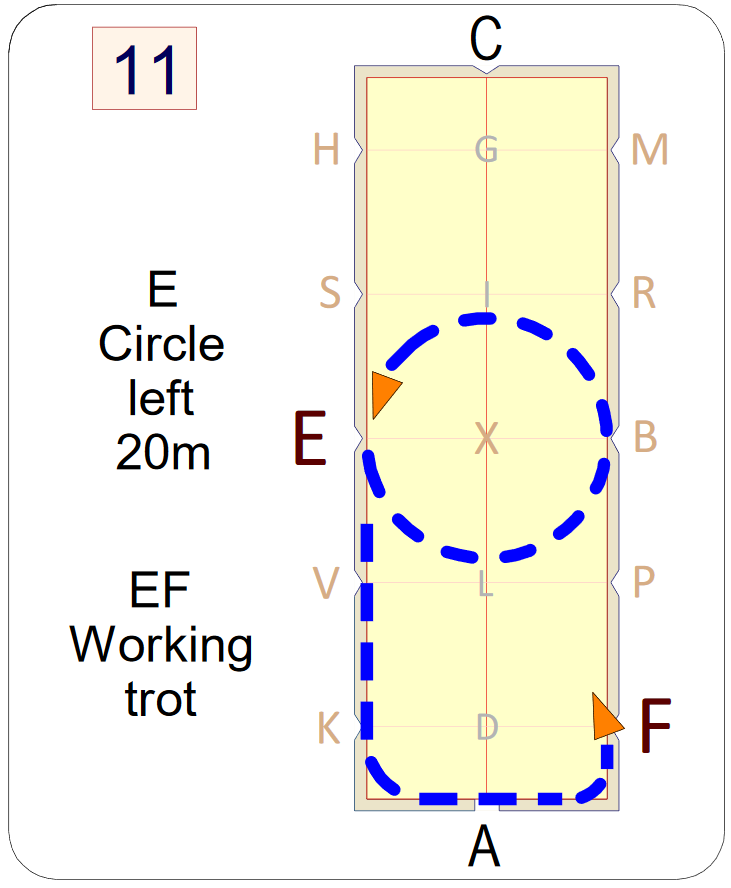 11
C
H G M
S I R
E
Circle
left
20m
E X B
V L P
EF
Working
trot
K D F
A